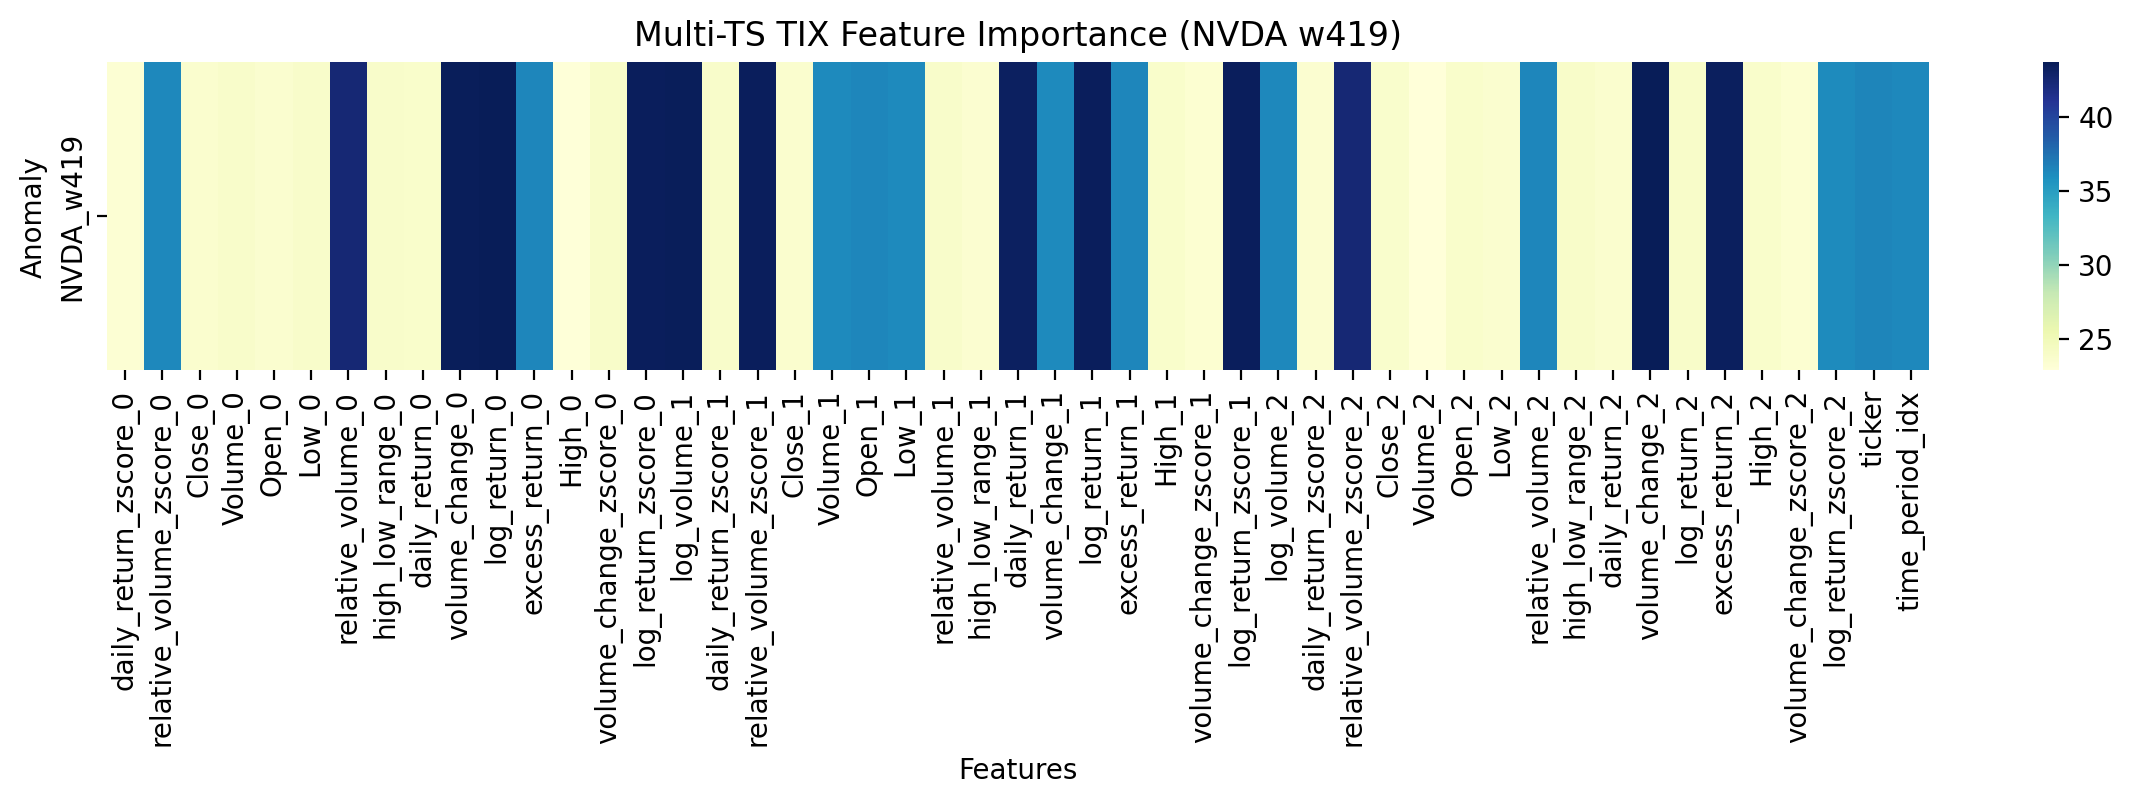 Multi-TS TIX Feature Importance (NVDA w419)
Anomaly
NVDA_w419
40
35
30
25
daily_return_zscore_0
relative_volume_zscore_0
Close_0
Volume_0
Open_0
Low_0
relative_volume_0
high_low_range_0
daily_return_0
volume_change_0
log_return_0
excess_return_0
High_0
volume_change_zscore_0
log_return_zscore_0
log_volume_1
daily_return_zscore_1
relative_volume_zscore_1
Close_1
Volume_1
Open_1
Low_1
relative_volume_1
high_low_range_1
daily_return_1
volume_change_1
log_return_1
excess_return_1
High_1
volume_change_zscore_1
log_return_zscore_1
log_volume_2
daily_return_zscore_2
relative_volume_zscore_2
Close_2
Volume_2
Open_2
Low_2
relative_volume_2
high_low_range_2
daily_return_2
volume_change_2
log_return_2
excess_return_2
High_2
volume_change_zscore_2
log_return_zscore_2
ticker
time_period_idx
Features